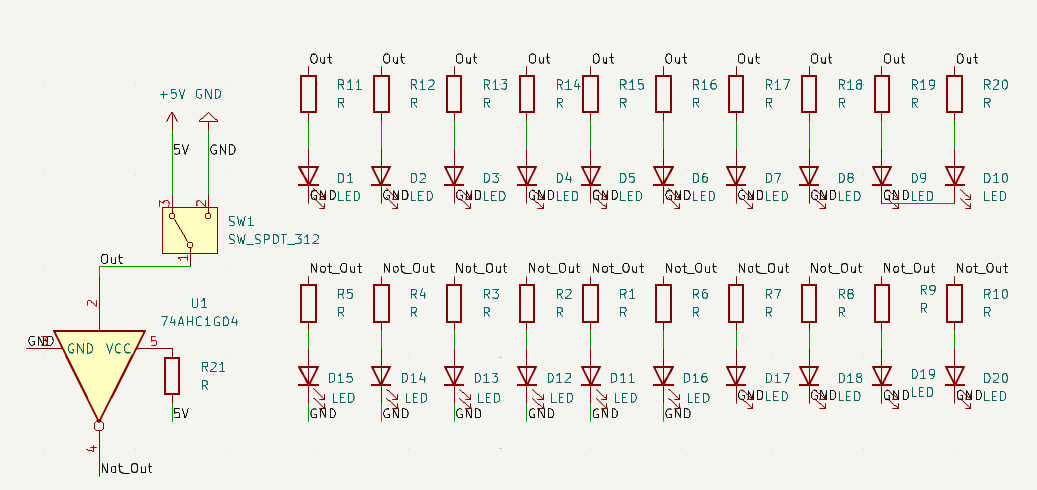 Out Out Out Out Out Out Out Out Out Out
R11 R12 R13 R14 R15 R16 R17 R18 R19 R20
R R R R R R R R R R
+5V GND
5V GND
D1 D2 D3 D4 D5 D6 D7 D8 D9 D10
GND LED GND LED GND LED GND LED GND LED GND LED GND LED GND LED GND LED LED
3 2
SW1
SW_SPDT_312
1
Out
Not_Out Not_Out Not_Out Not_Out Not_Out Not_Out Not_Out Not_Out Not_Out Not_Out
R5 R4 R3 R2 R1 R6 R7 R8 R9 R10
R R R R R R R R R R
2
U1
74AHC1G04
GND 3 GND VCC 5
R21
R
5V
D15 D14 D13 D12 D11 D16 D17 D18 D19 D20
LED LED LED LED LED LED GND LED GND LED GND LED GND LED
GND GND GND GND GND GND
4
Not_Out